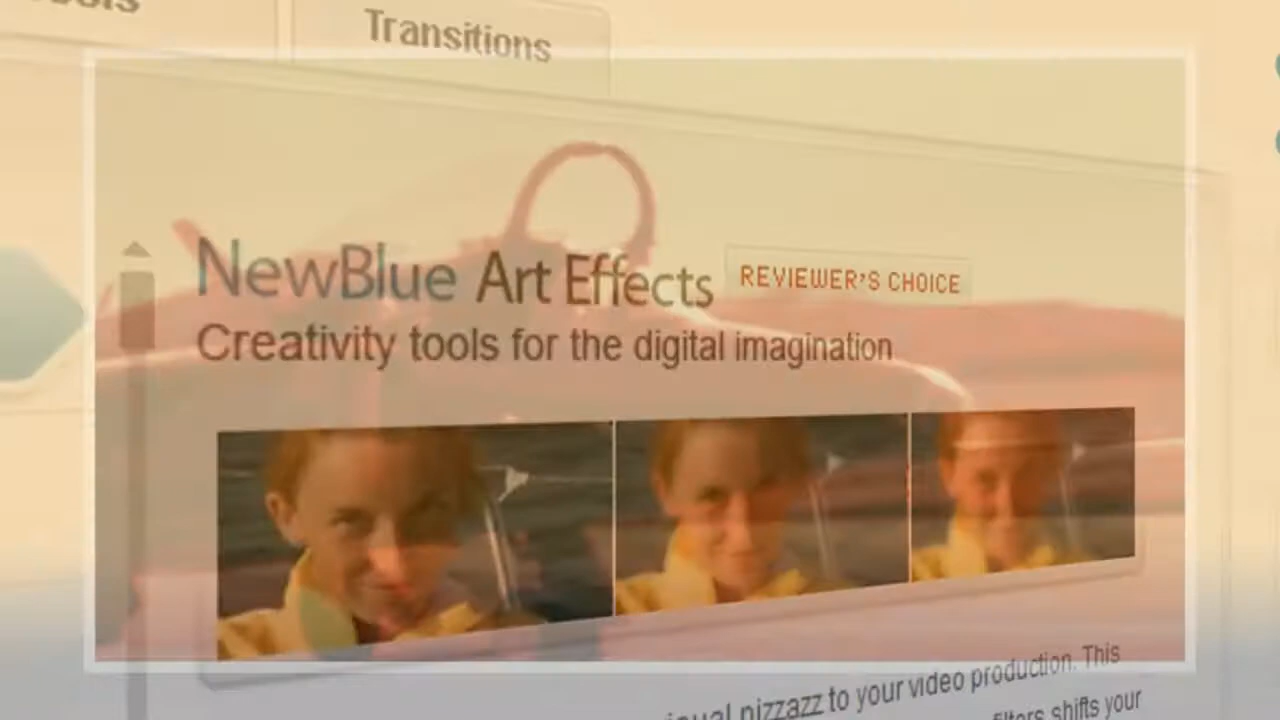 Transitions
NewBlue Art Effects REVIEWER'S CHOICE
Creativity tools for the digital imagination
pizzazz to your video production. This
filters shifts your